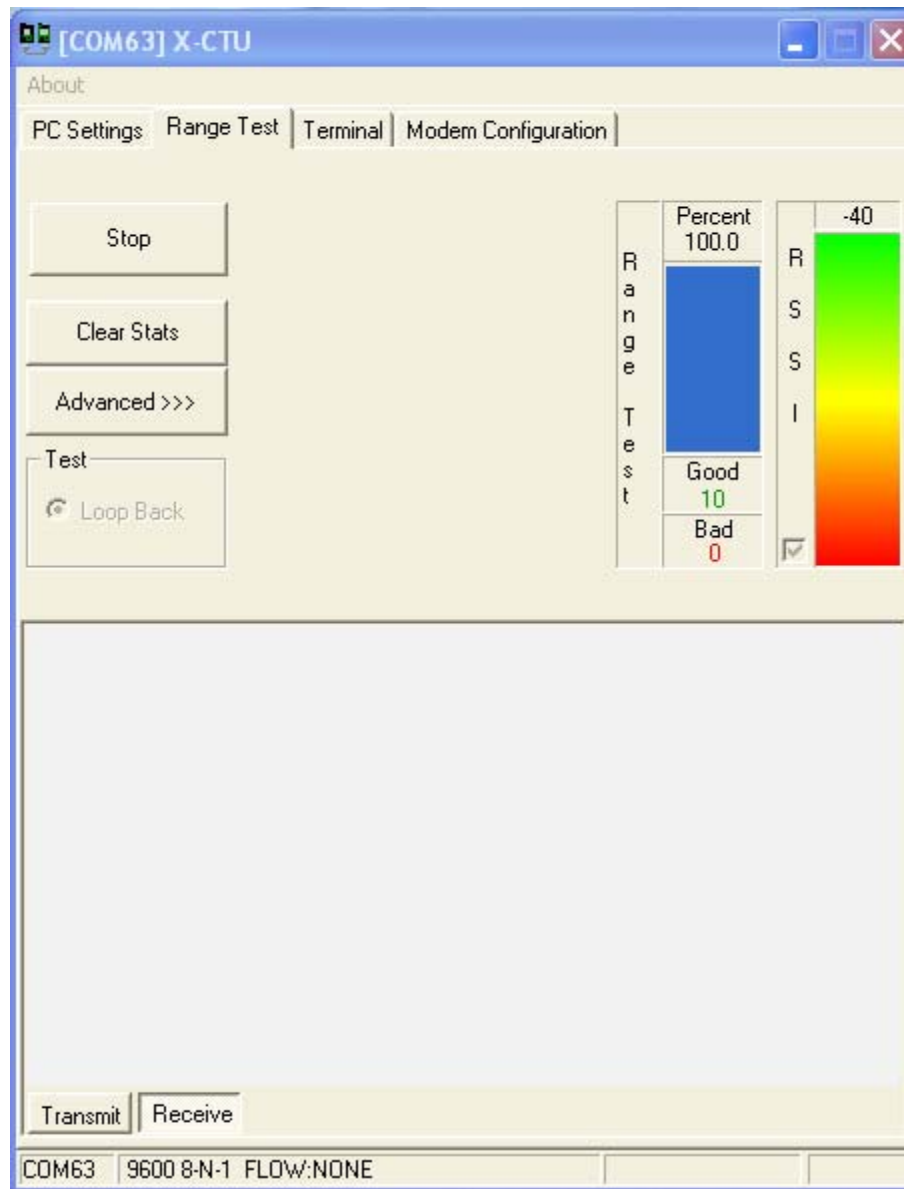 [COM63] X-CTU
About
PC Settings Range Test Terminal Modem Configuration
Stop
Clear Stats
Advanced >>>
Test
Loop Back
Range Test
Percent
100.0
Good
10
Bad
0
RSSI
-40
Transmit Receive
COM63 9600 8-N-1 FLOW:NONE